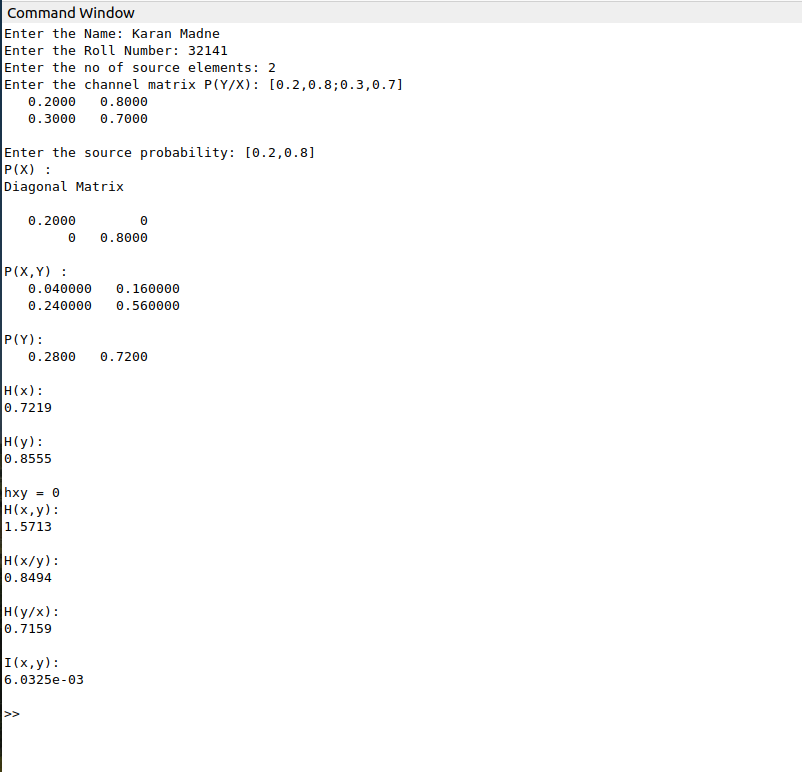 Command Window
Enter the Name: Karan Madne
Enter the Roll Number: 32141
Enter the no of source elements: 2
Enter the channel matrix P(Y/X): [0.2,0.8;0.3,0.7]
0.2000 0.8000
0.3000 0.7000
Enter the source probability: [0.2,0.8]
P(X) :
Diagonal Matrix
0.2000 0
0 0.8000
P(X,Y) :
0.040000 0.160000
0.240000 0.560000
P(Y):
0.2800 0.7200
H(x):
0.7219
H(y):
0.8555
hxy = 0
H(x,y):
1.5713
H(x/y):
0.8494
H(y/x):
0.7159
I(x,y):
6.0325e-03
>>